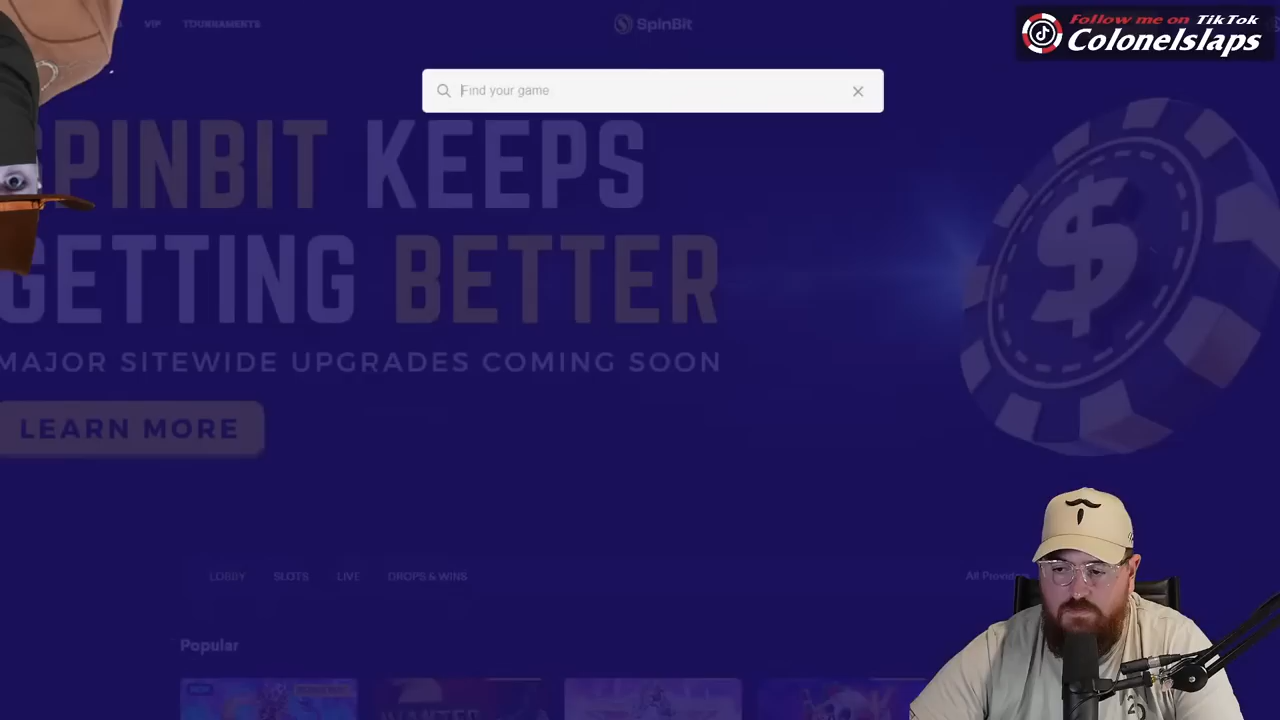 VIP
TOURNAMENTS
SpinBit
Follow me on TikTok
Colonelslaps
Find your game
SPINBIT KEEPS
GETTING BETTER
MAJOR SITEWIDE UPGRADES COMING SOON
LEARN MORE
LOBBY
SLOTS
LIVE
DROPS & WINS
All Providers
Popular
WANTED